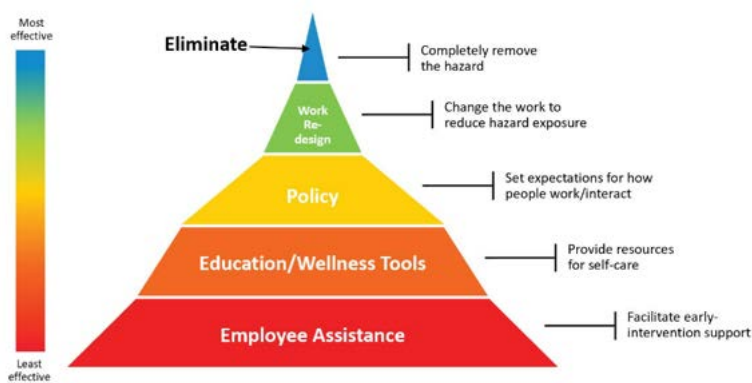 Most
effective
Eliminate
Completely remove
the hazard
Work
Re-
design
Change the work to
reduce hazard exposure
Policy
Set expectations for how
people work/interact
Education/Wellness Tools
Provide resources
for self-care
Employee Assistance
Facilitate early-
intervention support
Least
effective